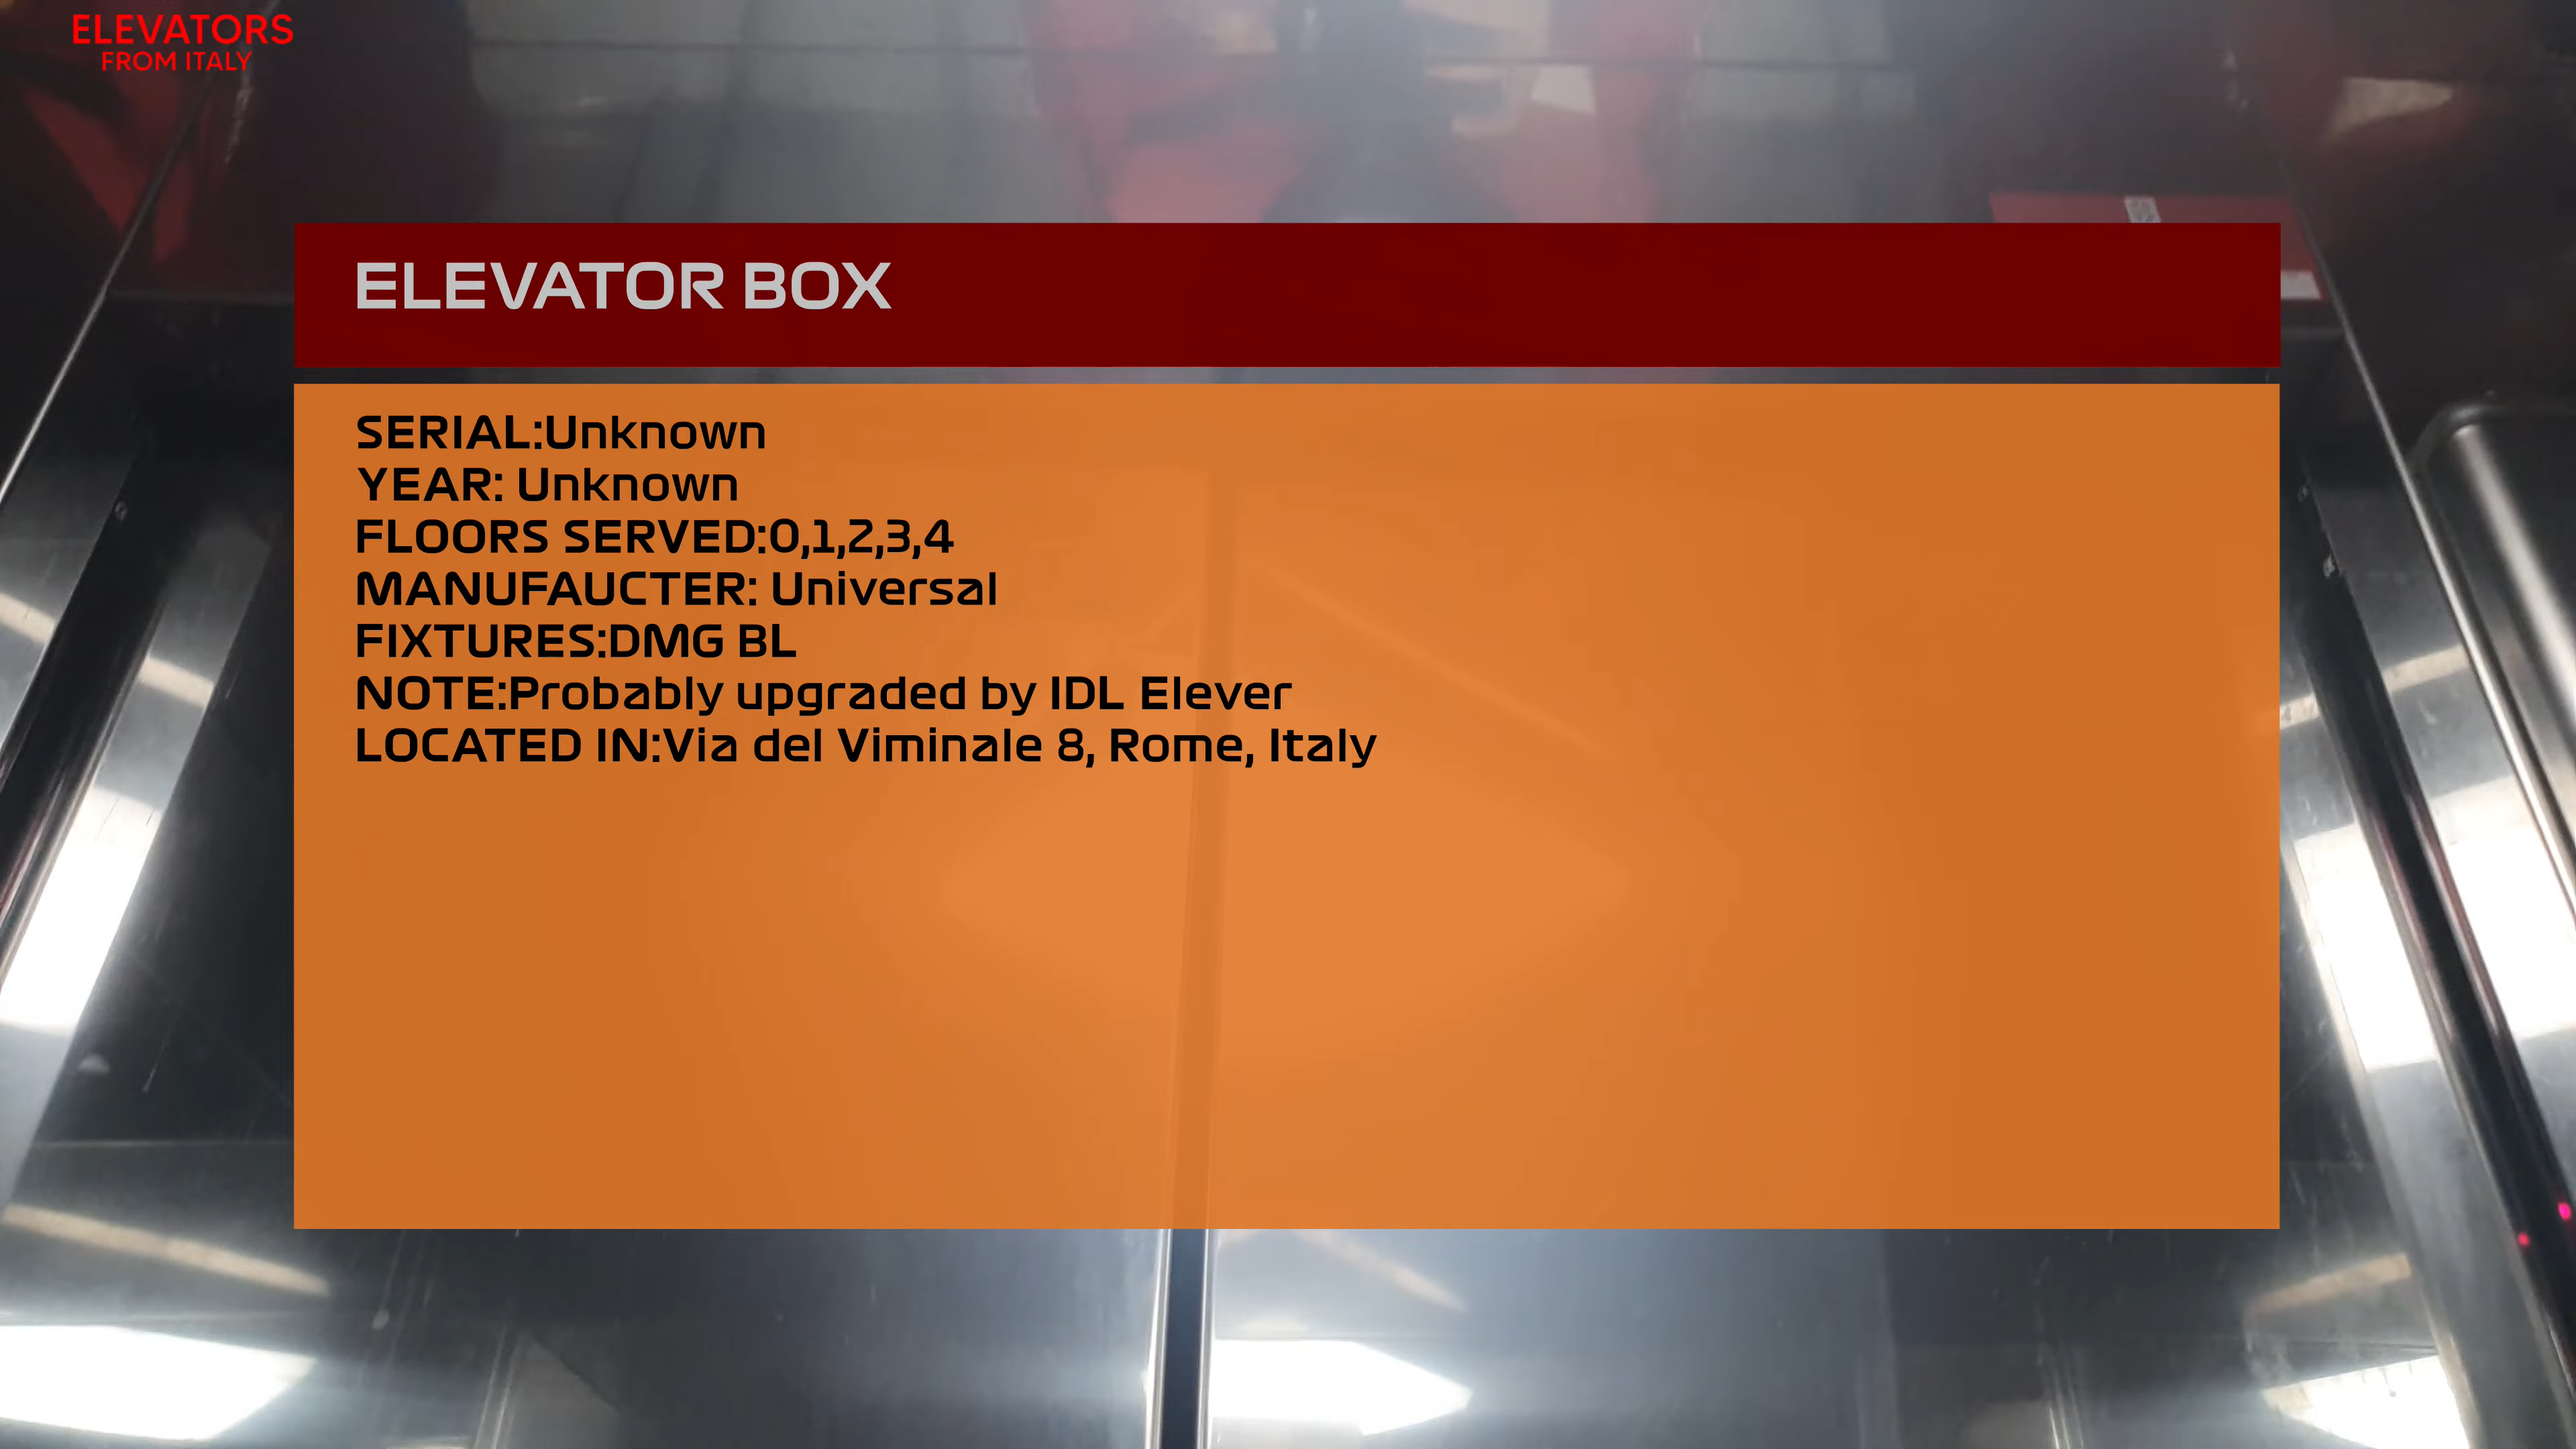 ELEVATORS
FROM ITALY
ELEVATOR BOX
SERIAL:Unknown
YEAR: Unknown
FLOORS SERVED:0,1,2,3,4
MANUFAUCTER: Universal
FIXTURES:DMG BL
NOTE:Probably upgraded by IDL Elever
LOCATED IN:Via del Viminale 8, Rome, Italy